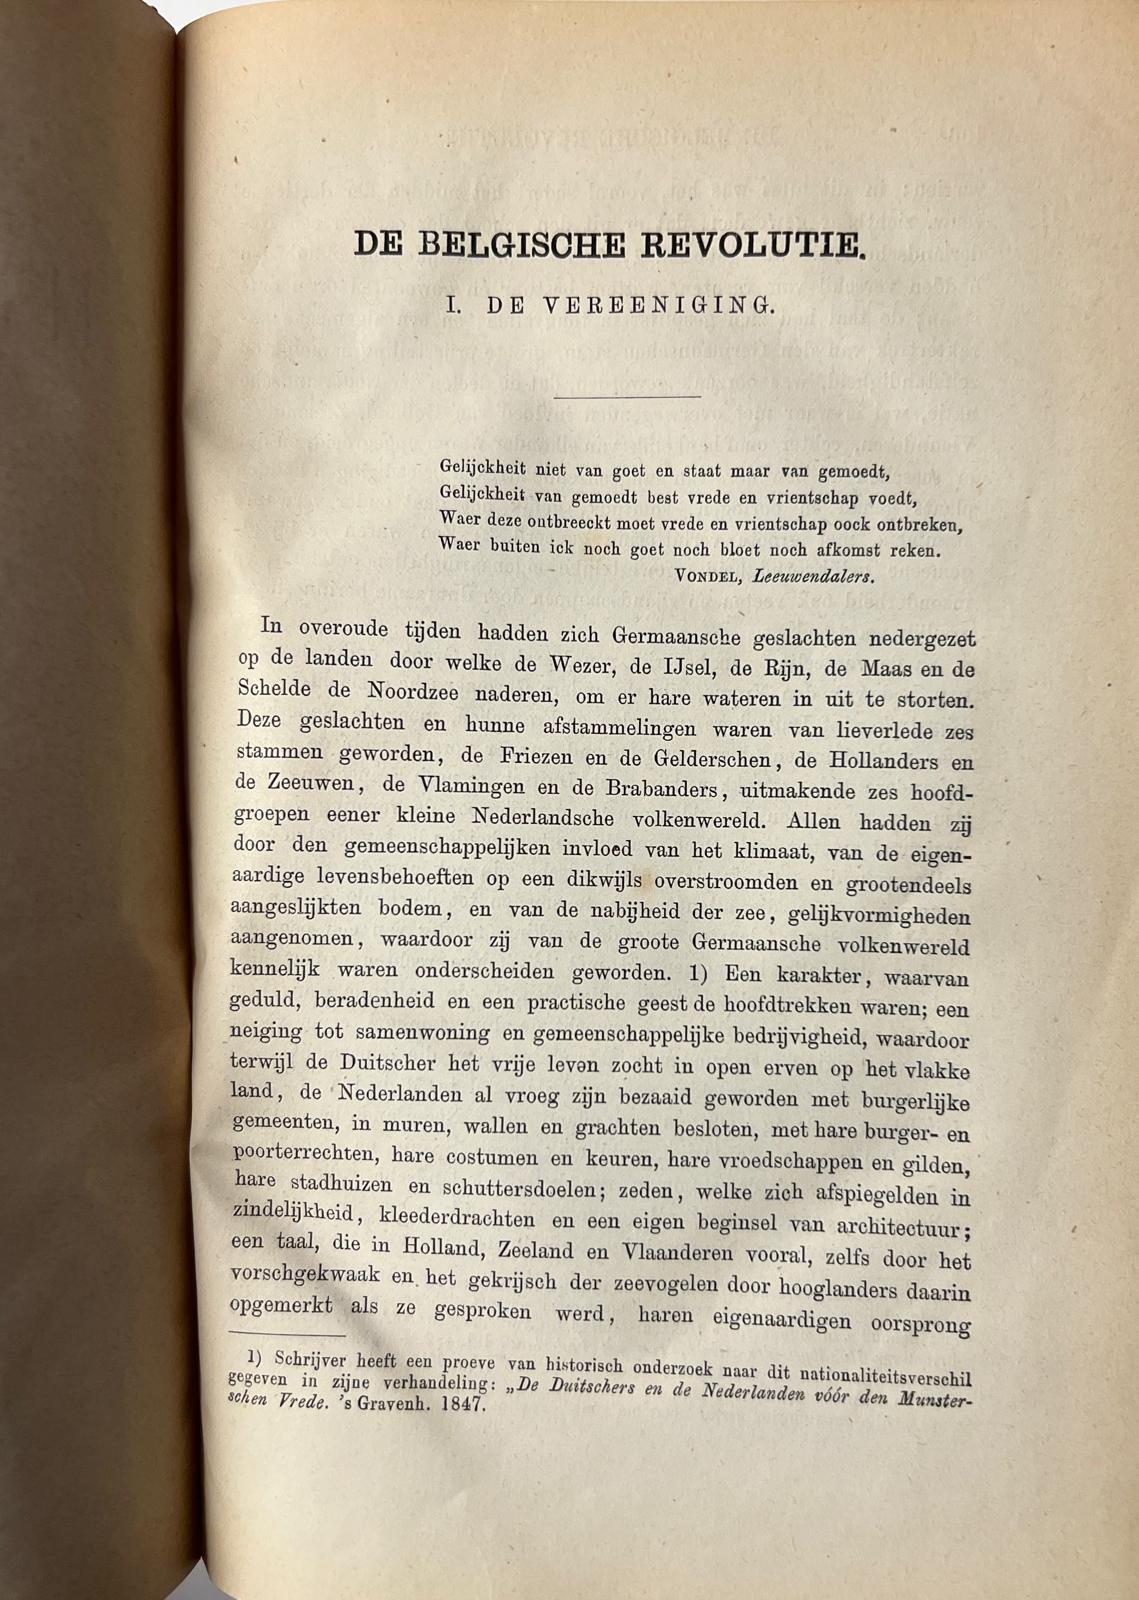 DE BELGISCHE REVOLUTIE.
I. DE VEREENIGING.
Gelijckheit niet van goet en staat maar van gemoedt,
Gelijckheit van gemoedt best vrede en vrientschap voedt,
Waer deze ontbreeckt moet vrede en vrientschap oock ontbreken,
Waer buiten ick noch goet noch bloet noch afkomst reken.
VONDEL, Leeuwendalers.
In overoude tijden hadden zich Germaansche geslachten nedergezet
op de landen door welke de Wezer, de IJsel, de Rijn, de Maas en de
Schelde de Noordzee naderen, om er hare wateren in uit te storten.
Deze geslachten en hunne afstammelingen waren van lieverlede zes
stammen geworden, de Friezen en de Gelderschen, de Hollanders en
de Zeeuwen, de Vlamingen en de Brabanders, uitmakende zes hoofd-
groepen eener kleine Nederlandsche volkenwereld. Allen hadden zij
door den gemeenschappelijken invloed van het klimaat, van de eigen-
aardige levensbehoeften op een dikwijls overstroomden en grootendeels
aangeslijkten bodem, en van de nabijheid der zee, gelijkvormigheden
aangenomen, waardoor zij van de groote Germaansche volkenwereld
kennelijk waren onderscheiden geworden. 1) Een karakter, waarvan
geduld, beradenheid en een practische geest de hoofdtrekken waren; een
neiging tot samenwoning en gemeenschappelijke bedrijvigheid, waardoor
terwijl de Duitscher het vrije leven zocht in open erven op het vlakke
land, de Nederlanden al vroeg zijn bezaaid geworden met burgerlijke
gemeenten, in muren, wallen en grachten besloten, met hare burger- en
poorterrechten, hare costumen en keuren, hare vroedschappen en gilden,
hare stadhuizen en schuttersdoelen; zeden, welke zich afspiegelden in
zindelijkheid, kleederdrachten en een eigen beginsel van architectuur;
een taal, die in Holland, Zeeland en Vlaanderen vooral, zelfs door het
vorschgekwaak en het gekrijsch der zeevogelen door hooglanders daarin
opgemerkt als ze gesproken werd, haren eigenaardigen oorsprong
1) Schrijver heeft een proeve van historisch onderzoek naar dit nationaliteitsverschil
gegeven in zijne verhandeling: „De Duitschers en de Nederlanden vóór den Munster-
schen Vrede. 's Gravenh. 1847.